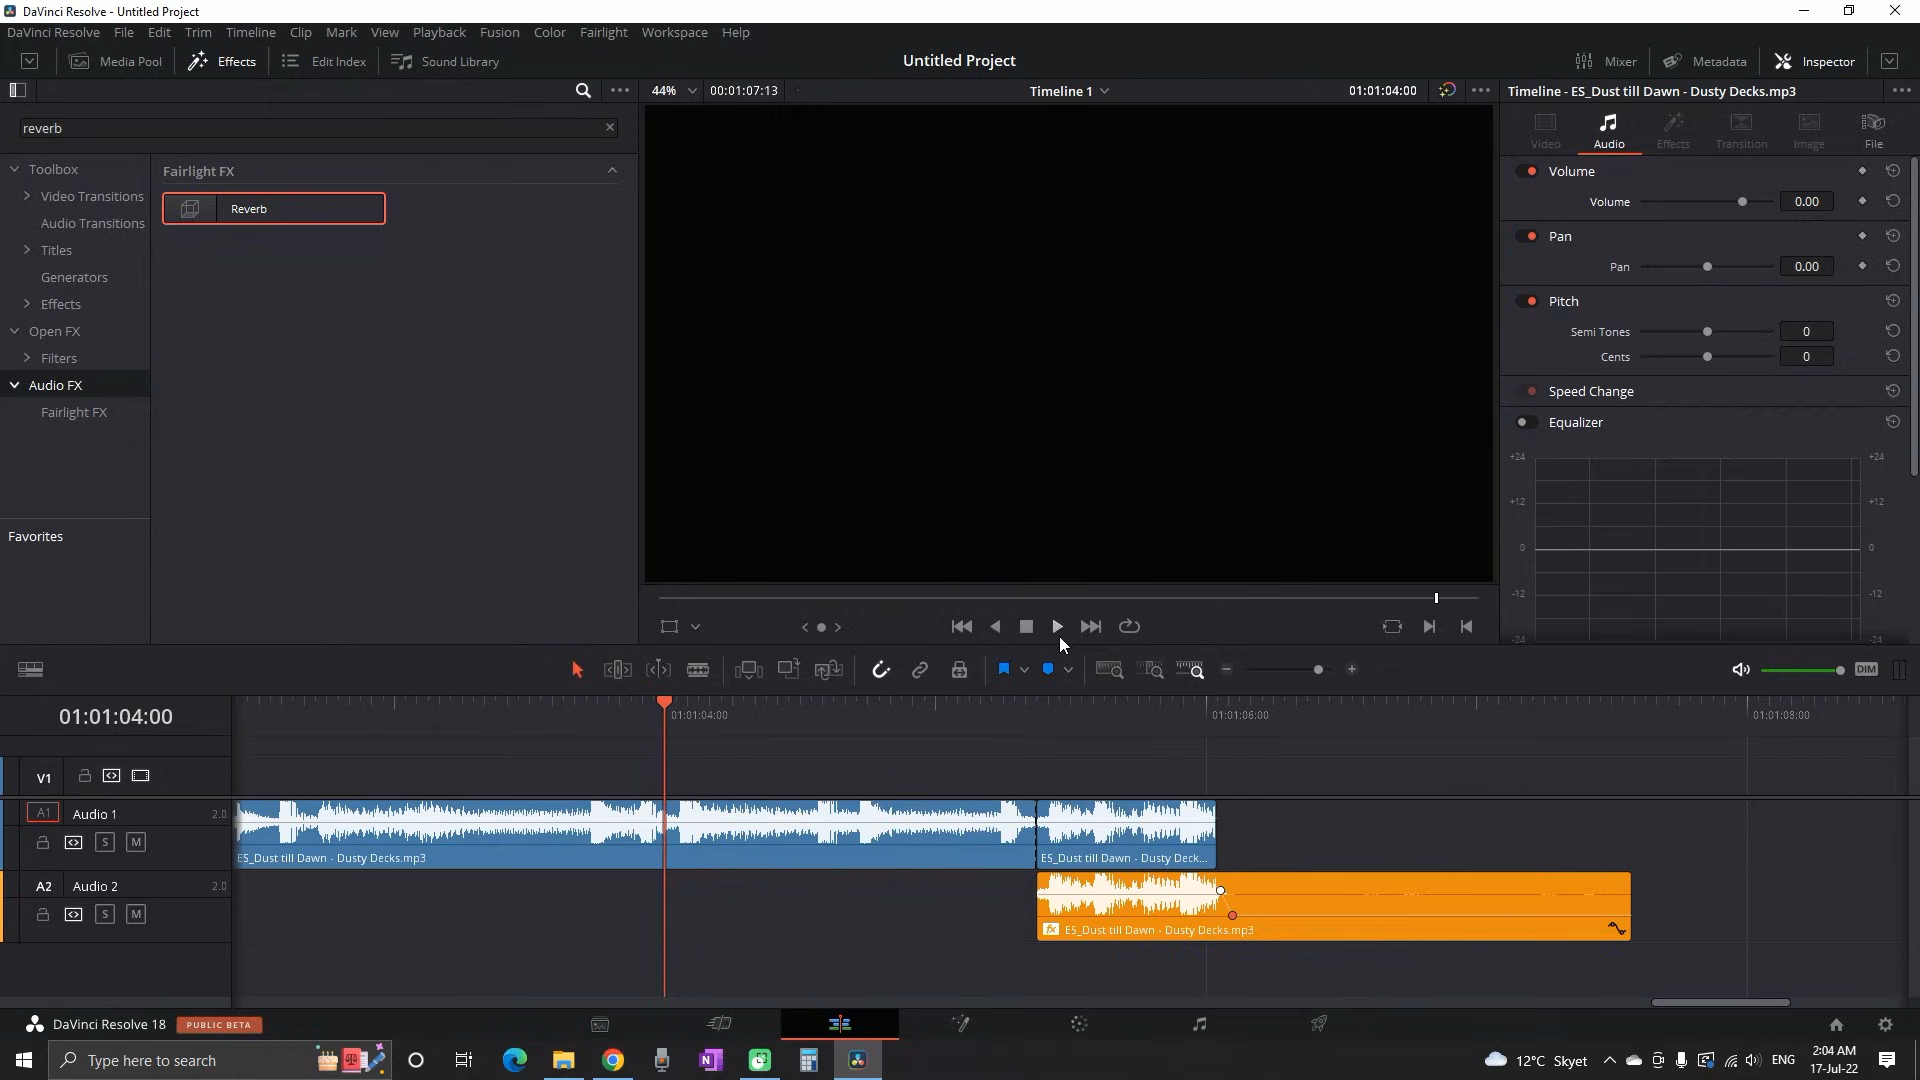 DaVinci Resolve - Untitled Project
DaVinci Resolve File Edit Trim Timeline Clip Mark View Playback Fusion Color Fairlight Workspace Help
Media Pool Effects Edit Index Sound Library Untitled Project Mixer Metadata Inspector
44% 00:01:07:13 Timeline 1 01:01:04:00 Timeline - ES_Dust till Dawn - Dusty Decks.mp3
reverb
Video Audio Effects Transition Image File
Toolbox
Video Transitions
Audio Transitions
Titles
Generators
Effects
Open FX
Filters
Audio FX
Fairlight FX
Favorites
Fairlight FX
Reverb
Volume
Volume 0.00
Pan
Pan 0.00
Pitch
Semi Tones 0
Cents 0
Speed Change
Equalizer
+24 +24
+12 +12
0 0
-12 -12
-24 -24
DIM
01:01:04:00 01:01:04:00 01:01:06:00 01:01:08:00
V1
A1 Audio 1 2.0
S M
ES_Dust till Dawn - Dusty Decks.mp3 ES_Dust till Dawn - Dusty Deck...
A2 Audio 2 2.0
S M
fx ES_Dust till Dawn - Dusty Decks.mp3
DaVinci Resolve 18 PUBLIC BETA
Type here to search
N
12°C Skyet ENG
2:04 AM
17-Jul-22